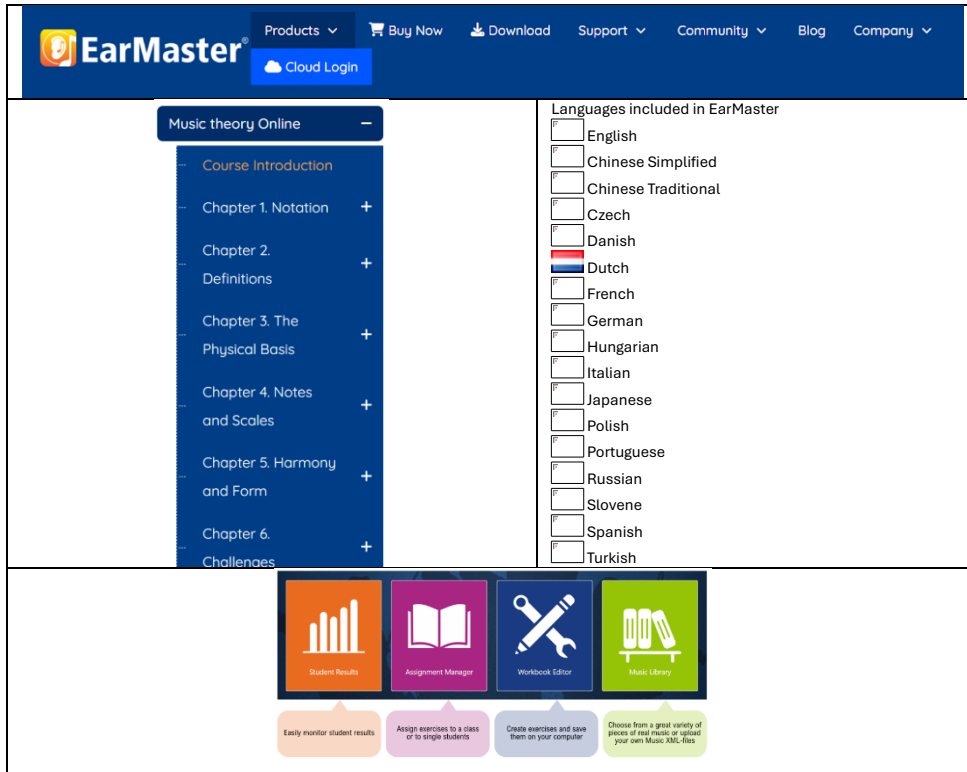 EarMaster®
Products
Buy Now
Download
Support
Community
Blog
Company
Cloud Login
Music theory Online
Course Introduction
Chapter 1. Notation
Chapter 2.
Definitions
Chapter 3. The
Physical Basis
Chapter 4. Notes
and Scales
Chapter 5. Harmony
and Form
Chapter 6.
Challenges
Languages included in EarMaster
English
Chinese Simplified
Chinese Traditional
Czech
Danish
Dutch
French
German
Hungarian
Italian
Japanese
Polish
Portuguese
Russian
Slovene
Spanish
Turkish
Student Results
Assignment Manager
Workbook Editor
Music Library
Easily monitor student results
Assign exercises to a class
or to single students
Create exercises and save
them on your computer
Choose from a great variety of
pieces of real music or upload
your own Music XML-files